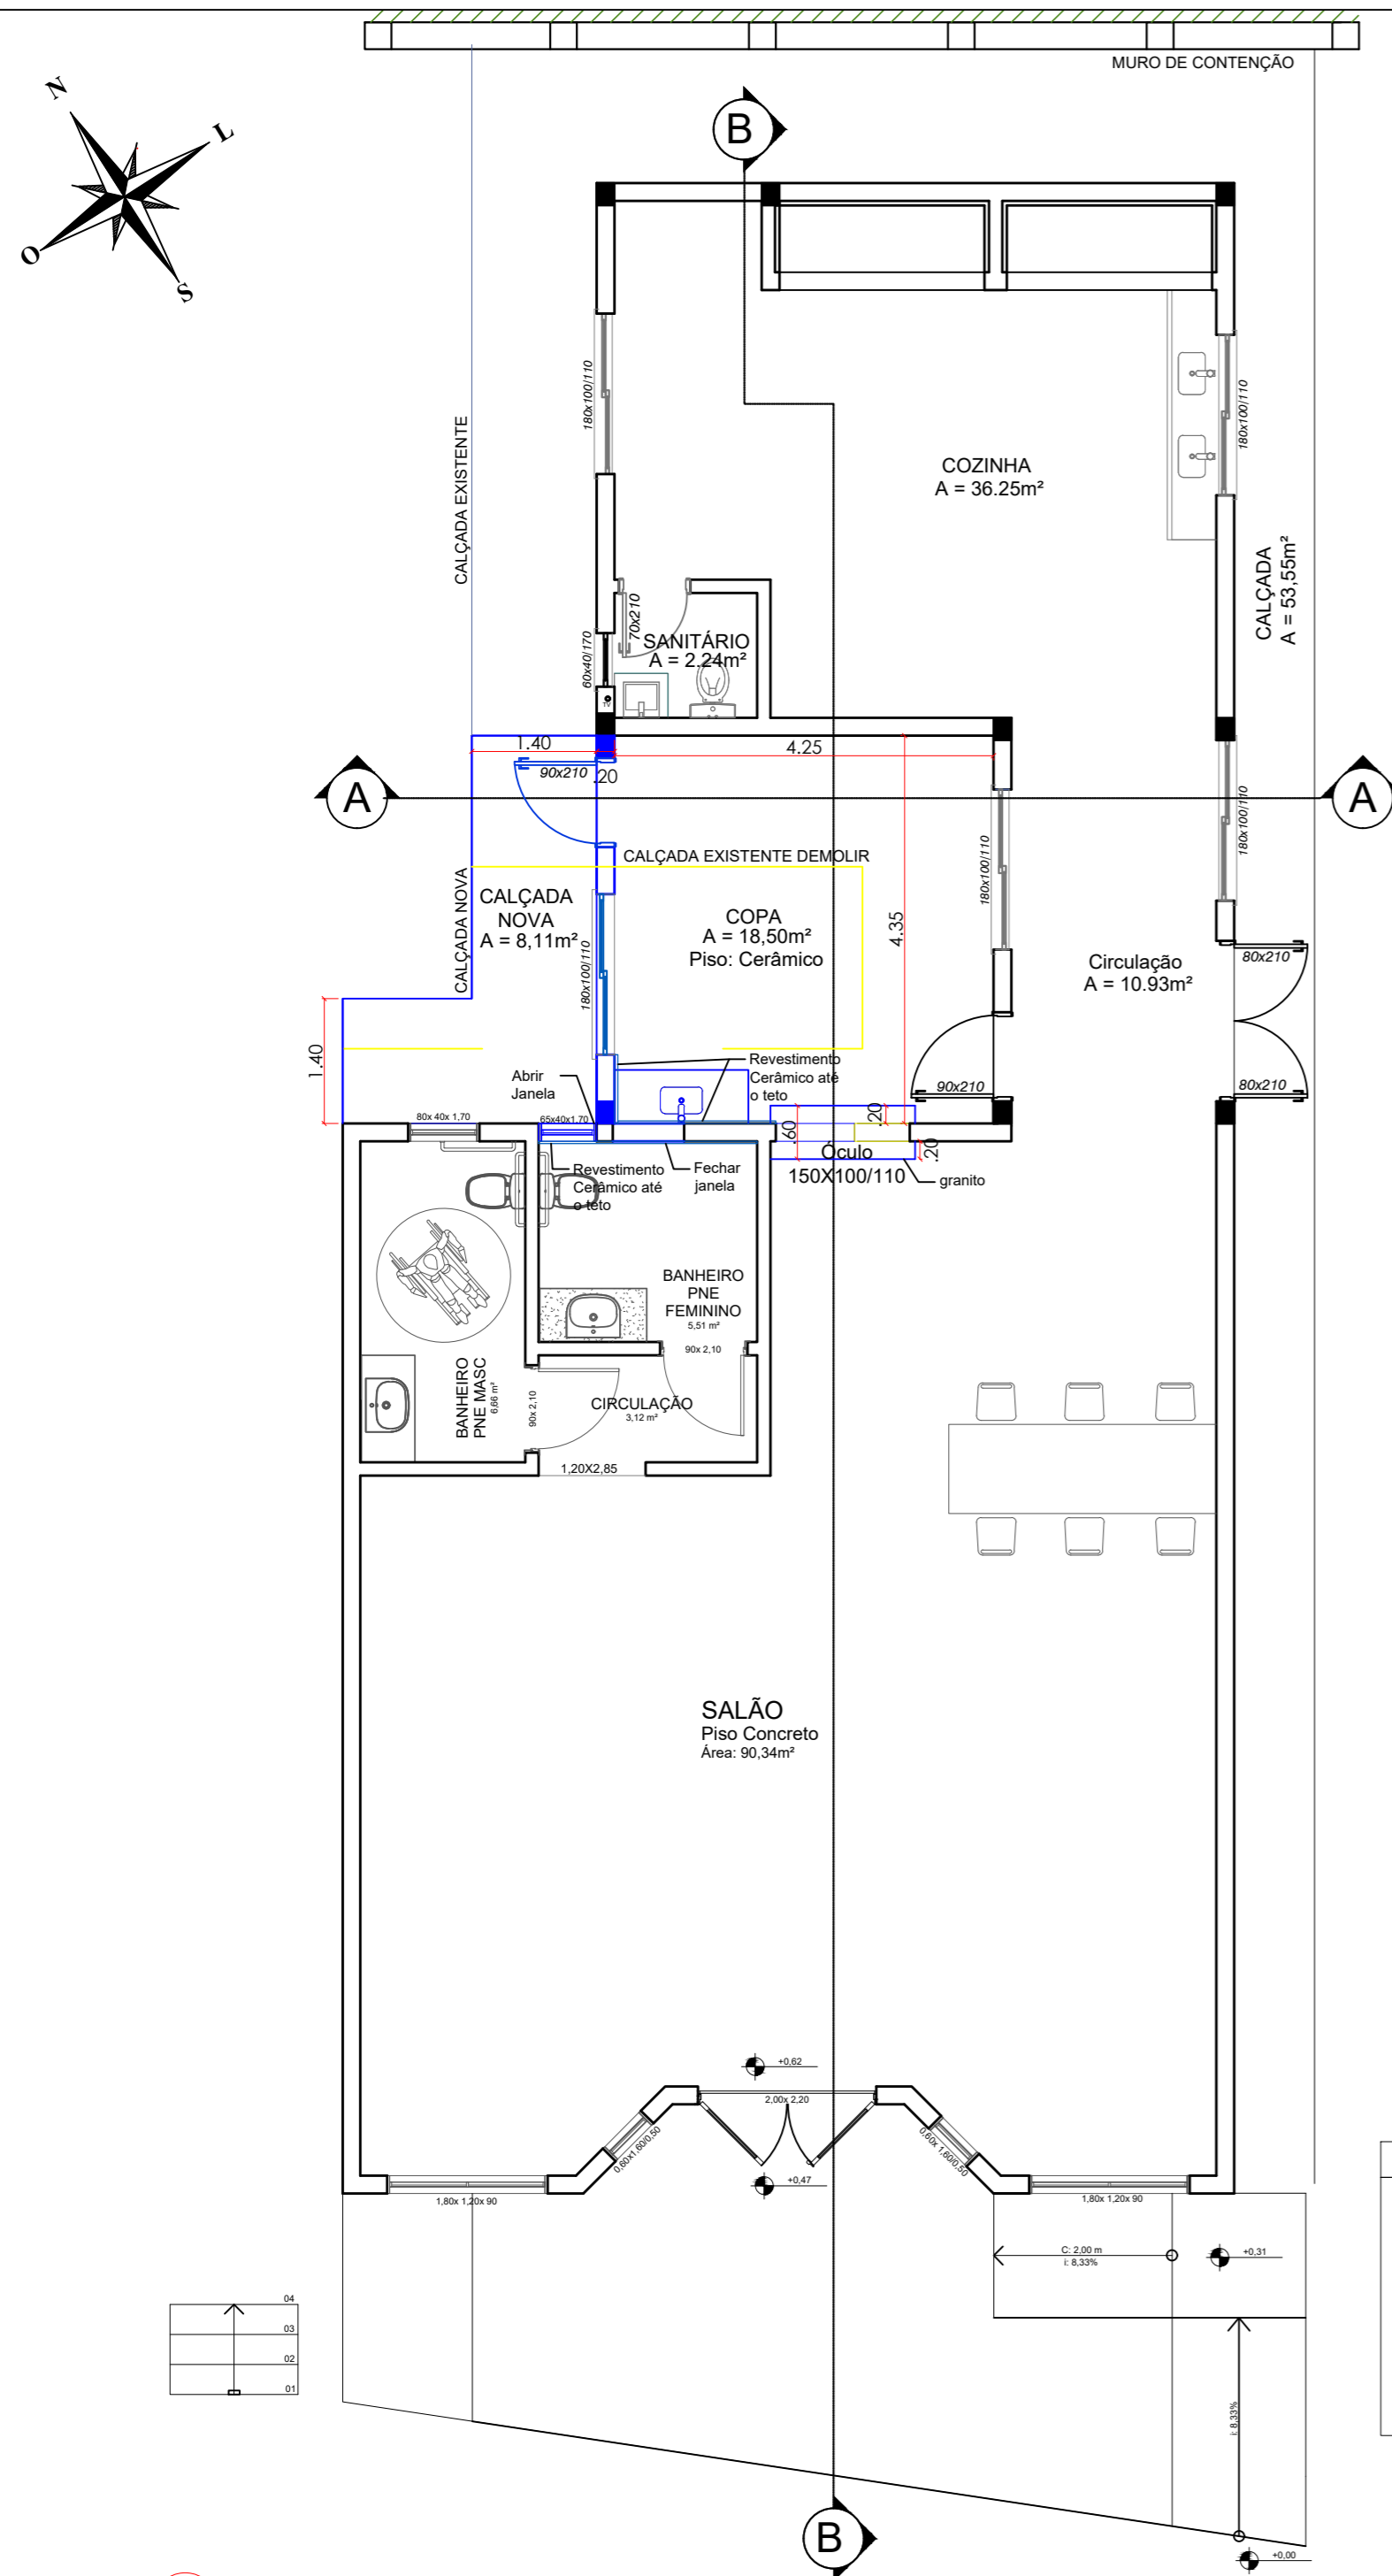 MURO DE CONTENÇÃO
N
L
O
S
B
180x100/110
CALÇADA EXISTENTE
COZINHA
A = 36.25m²
180x100/110
CALÇADA
A = 53,55m²
70x210
SANITÁRIO
A = 2.24m²
60x40/170
1.40
4.25
90x210
.20
A
A
180x100/110
180x100/110
CALÇADA EXISTENTE DEMOLIR
CALÇADA NOVA
CALÇADA
NOVA
A = 8,11m²
180x100/110
COPA
A = 18,50m²
Piso: Cerâmico
4.35
Circulação
A = 10.93m²
80x210
80x210
90x210
1.40
Abrir
Janela
Revestimento
Cerâmico até
o teto
80x 40x 1,70
65x40x1.70
.60
.20
.20
Óculo
150X100/110
granito
Revestimento
Cerâmico até
o teto
Fechar
janela
BANHEIRO
PNE
FEMININO
5,51 m²
90x 2,10
BANHEIRO
PNE MASC
6,66 m²
90x 2,10
CIRCULAÇÃO
3,12 m²
1,20X2,85
SALÃO
Piso Concreto
Área: 90,34m²
+0,62
2,00x 2,20
0,60x1,60/0,50
0,60x 1,60/0,50
+0,47
1,80x 1,20x 90
1,80x 1,20x 90
C: 2,00 m
i: 8,33%
+0,31
04
03
02
01
i: 8,33%
B
+0,00